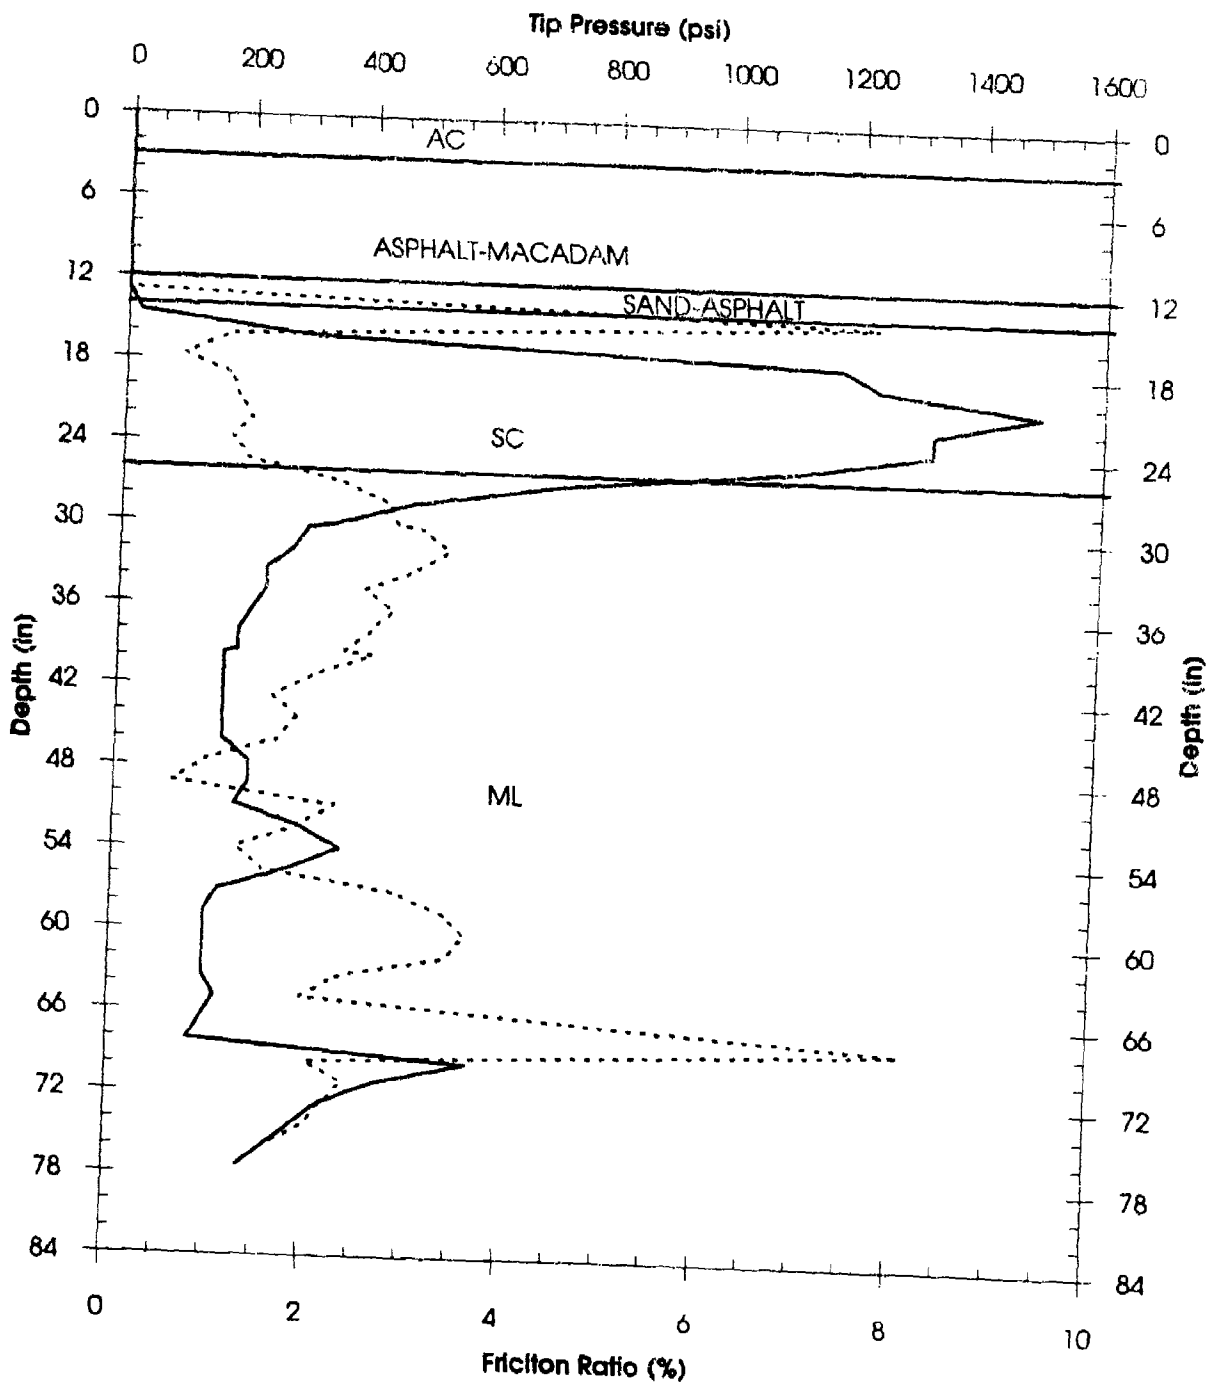 Tip Pressure (psi)
0 200 400 600 800 1000 1200 1400 1600
0 0
AC
6 6
ASPHALT-MACADAM
12 12
SAND-ASPHALT
18 18
SC
24 24
30 30
36 36
Depth (in) Depth (in)
42 42
48 48
ML
54 54
60 60
66 66
72 72
78 78
84 84
0 2 4 6 8 10
Friciton Ratio (%)